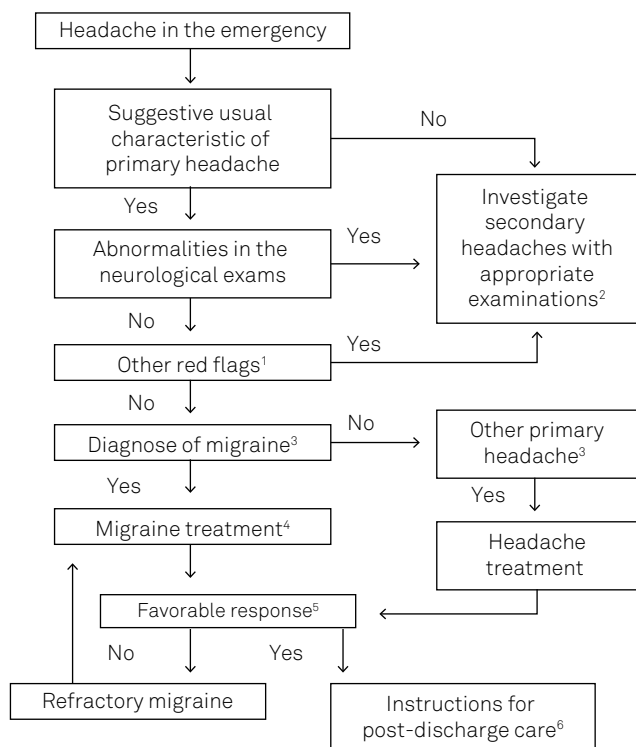 Headache in the emergency
Suggestive usual
characteristic of
primary headache
No
Yes
Investigate
secondary
headaches with
appropriate
examinations²
Abnormalities in the
neurological exams
Yes
No
Other red flags¹
Yes
No
Diagnose of migraine³
No
Other primary
headache³
Yes
Yes
Migraine treatment⁴
Headache
treatment
Favorable response⁵
No
Yes
Refractory migraine
Instructions for
post-discharge care⁶